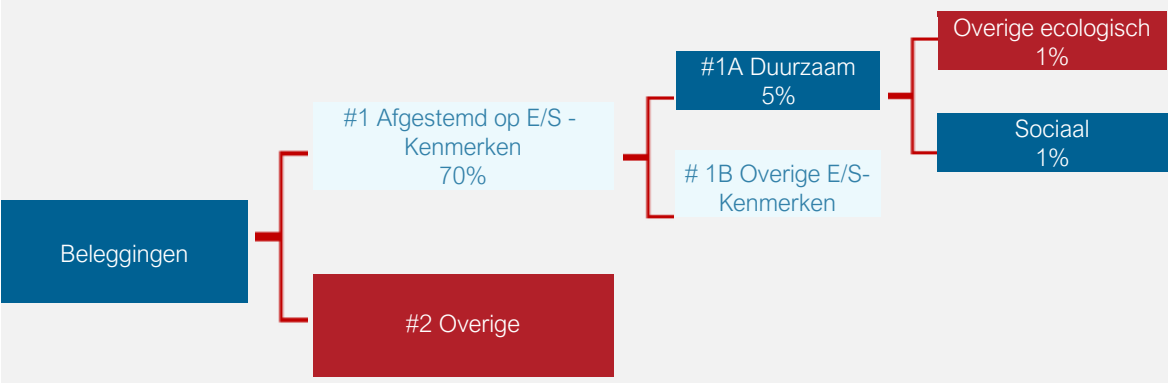 Beleggingen
#1 Afgestemd op E/S -
Kenmerken
70%
#2 Overige
#1A Duurzaam
5%
# 1B Overige E/S-
Kenmerken
Overige ecologisch
1%
Sociaal
1%